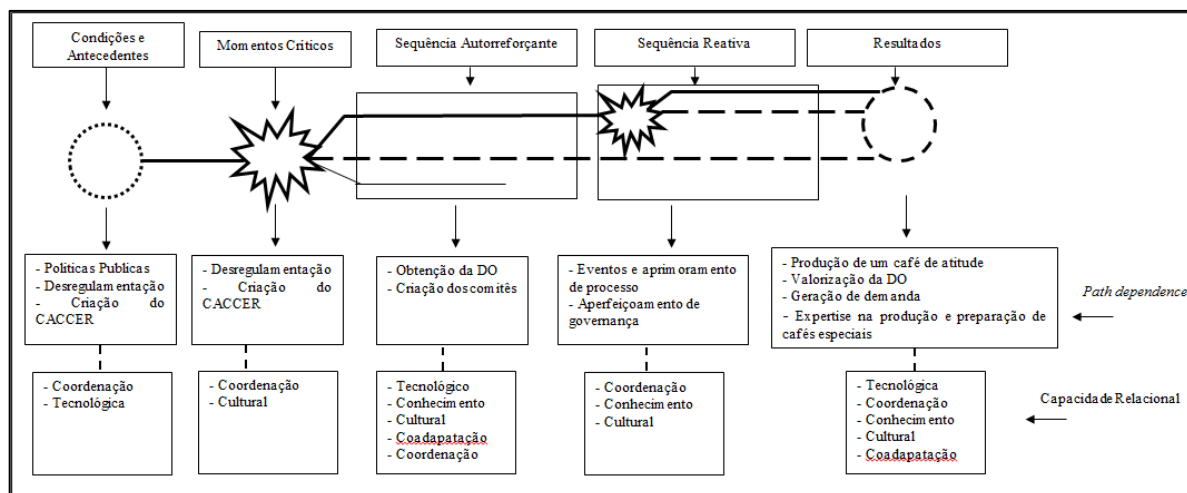 Condições e
Antecedentes
Momentos Críticos
Sequência Autorreforçante
Sequência Reativa
Resultados
- Politicas Publicas
- Desregulamentação
- Criação do
CACCER
- Desregulamentação
- Criação do
CACCER
- Obtenção da DO
- Criação dos comitês
- Eventos e aprimoramento
de processo
- Aperfeiçoamento de
governança
- Produção de um café de atitude
- Valorização da DO
- Geração de demanda
- Expertise na produção e preparação de
cafés especiais
Path dependence
- Coordenação
- Tecnológica
- Coordenação
- Cultural
- Tecnológico
- Conhecimento
- Cultural
- Coadapatação
- Coordenação
- Coordenação
- Conhecimento
- Cultural
- Tecnológica
- Coordenação
- Conhecimento
- Cultural
- Coadapatação
Capacidade Relacional